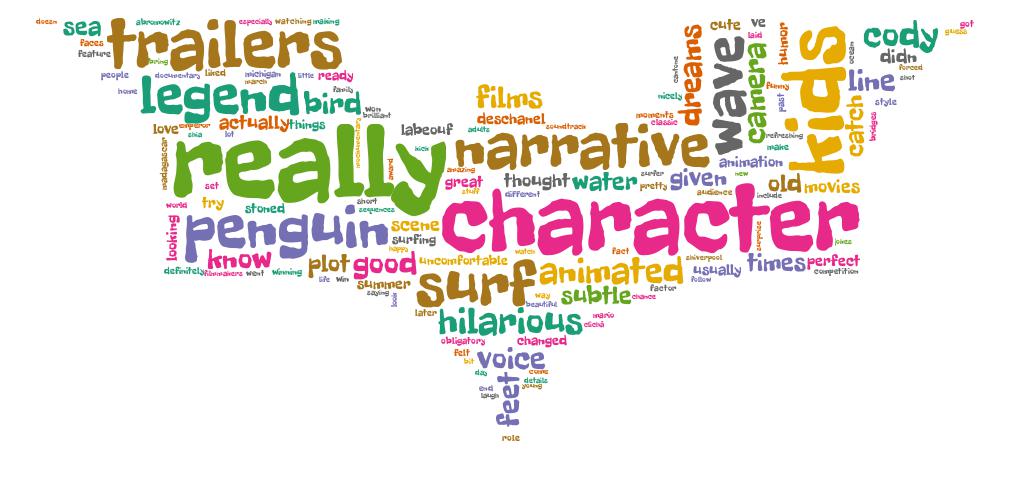 doesn
sea
abramowitz
especially
watching
making
faces
trailers
feature
bring
people
documentary
liked
michigan
little
ready
march
home
legend
bird
family
won
brilliant
love
emperor
actually
things
shia
lot
madagascar
really
award
kick
labeouf
films
deschanel
adults
soundtrack
narrative
amazing
nicely
cantone
dreams
moments
classic
cute
wave
ve
laid
camera
humor
funny
past
refreshing
make
kids
ocean
cody
got
guess
didn
forced
line
shot
style
catch
bridges
animation
new
surfer
pretty
given
audience
include
old
movies
great
stuff
thought
different
water
set
world
try
stoned
short
sequences
looking
penguin
scene
surfing
happy
character
surprise
jokes
know
definitely
filmmakers
went
winning
plot
good
life
win
summer
saying
look
uncomfortable
watch
surf
animated
fact
shiverpool
usually
follow
times
perfect
competition
way
beautiful
subtle
chance
factor
later
hilarious
mario
cliché
obligatory
changed
felt
bit
voice
day
come
details
young
end
laugh
feet
role